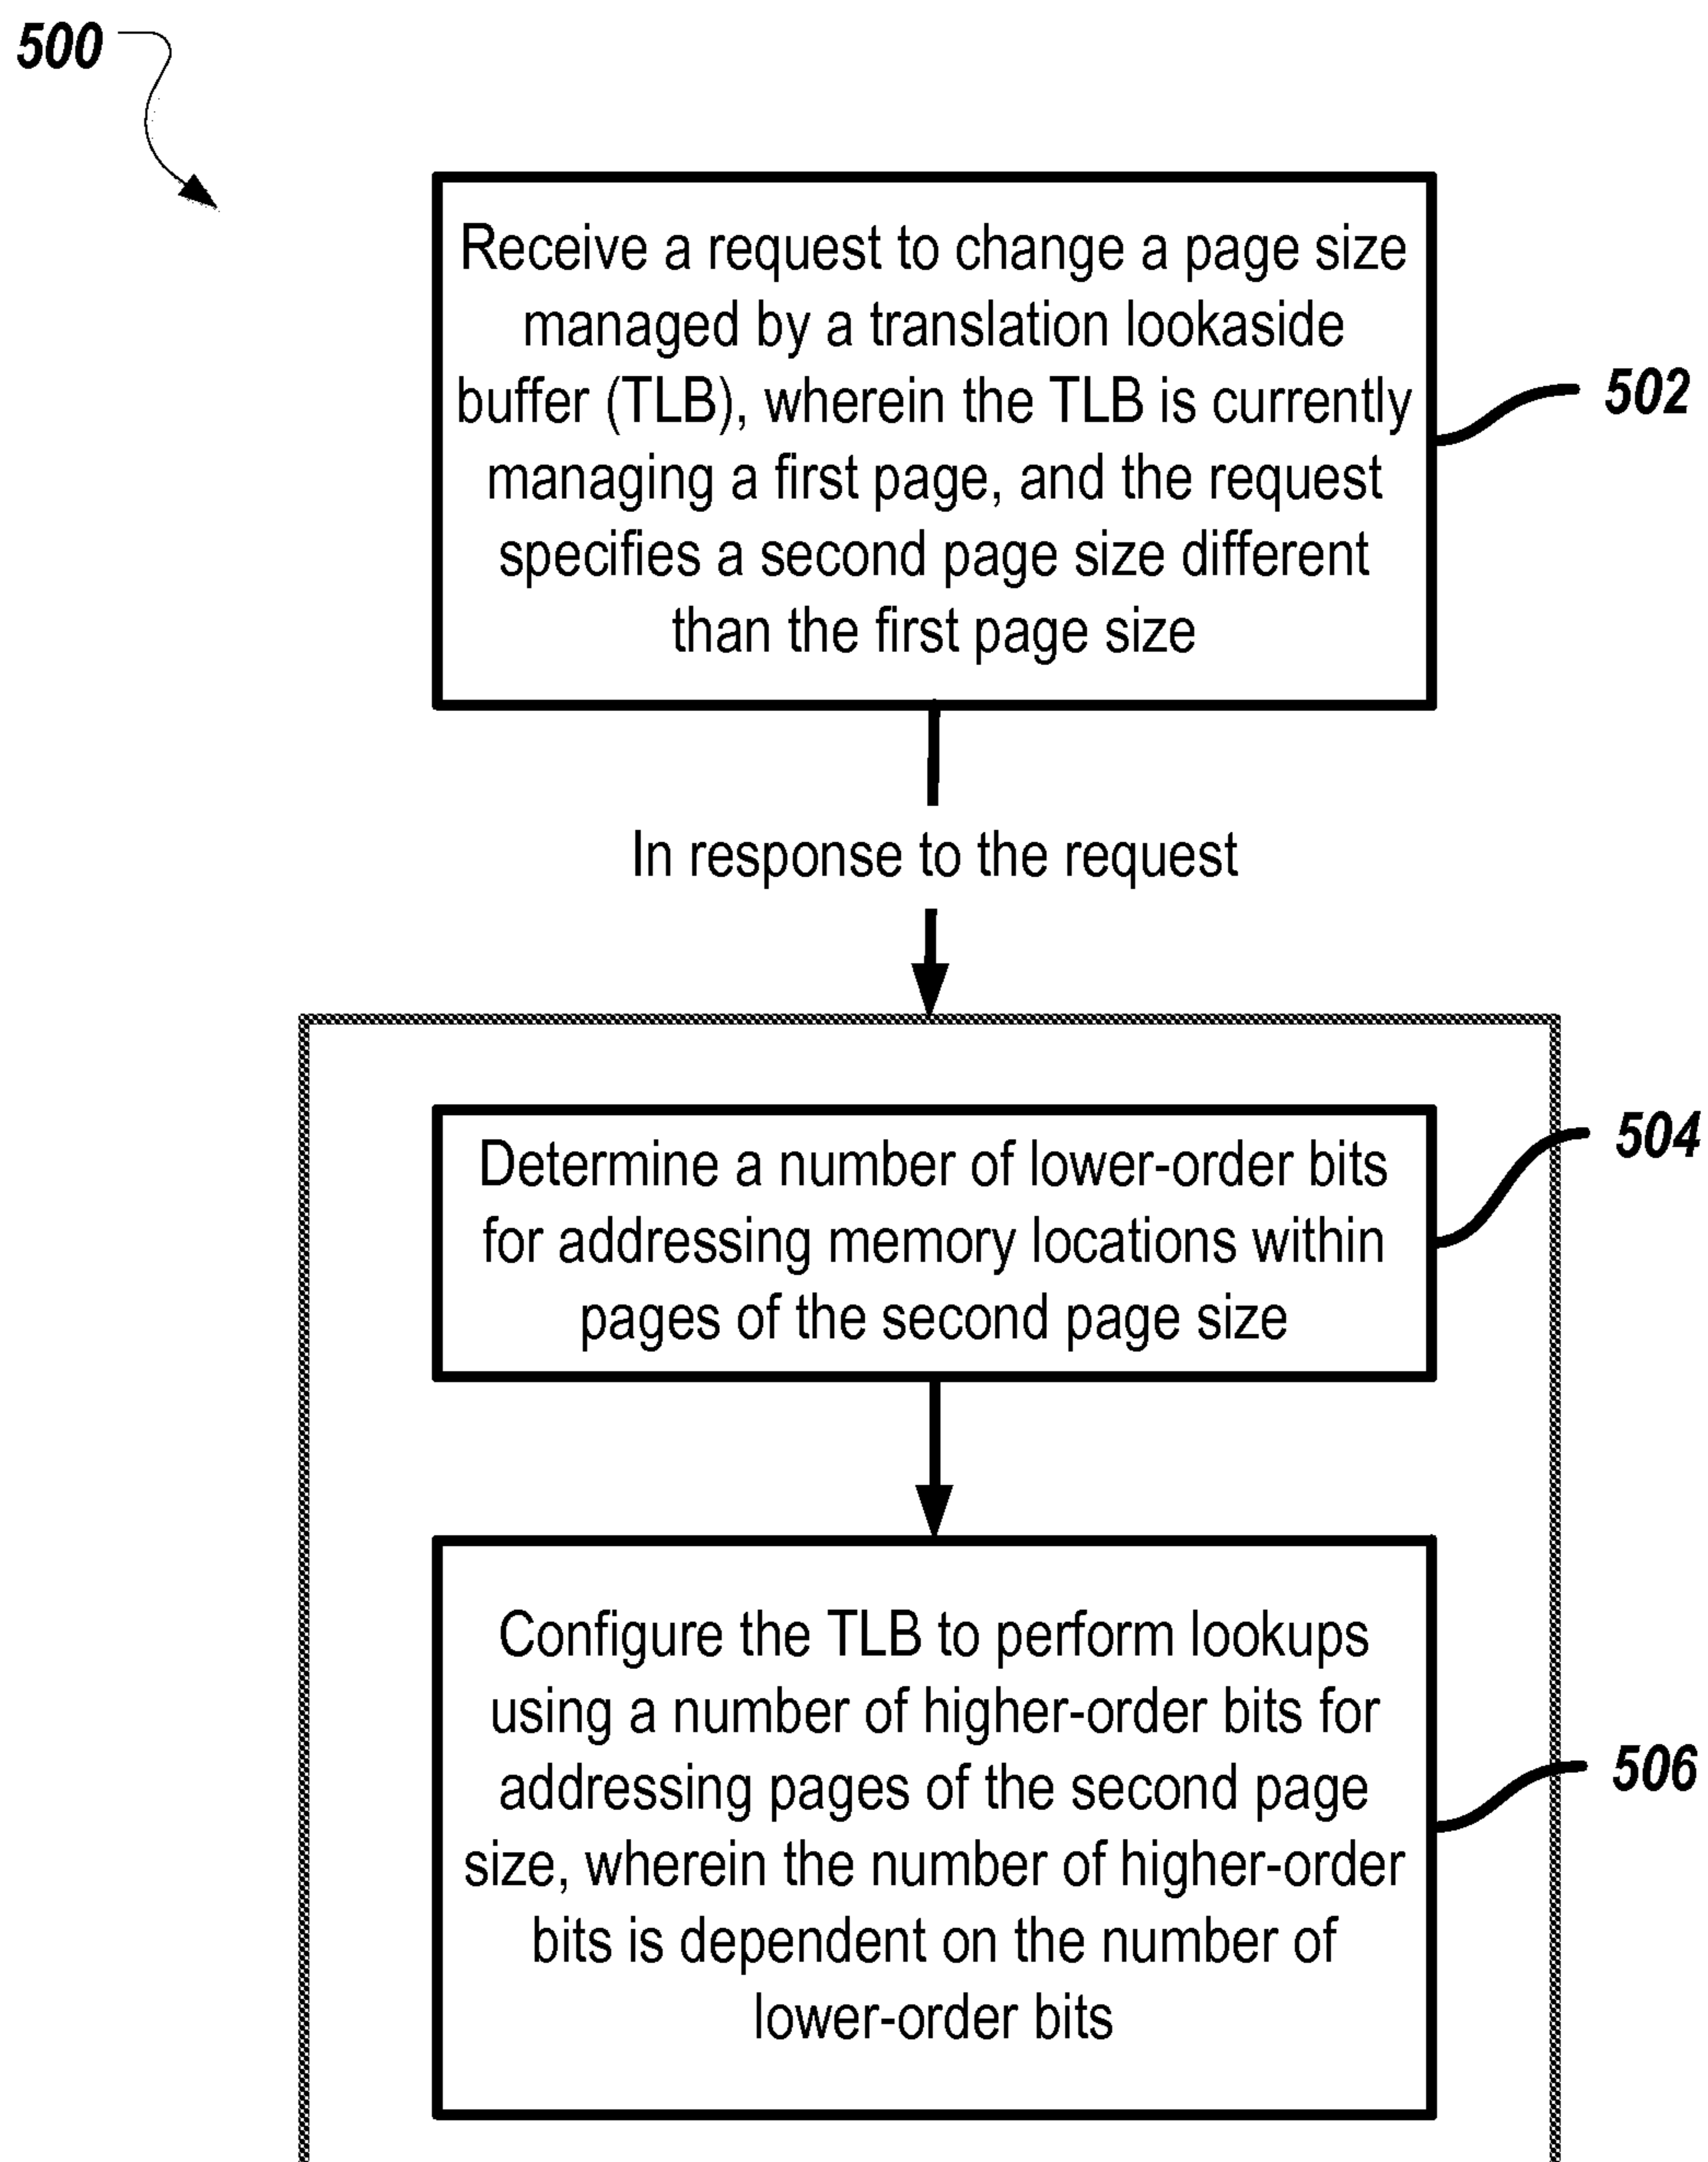 500
Receive a request to change a page size
managed by a translation lookaside
buffer (TLB), wherein the TLB is currently
managing a first page, and the request
specifies a second page size different
than the first page size
502
In response to the request
Determine a number of lower-order bits
for addressing memory locations within
pages of the second page size
504
Configure the TLB to perform lookups
using a number of higher-order bits for
addressing pages of the second page
size, wherein the number of higher-order
bits is dependent on the number of
lower-order bits
506